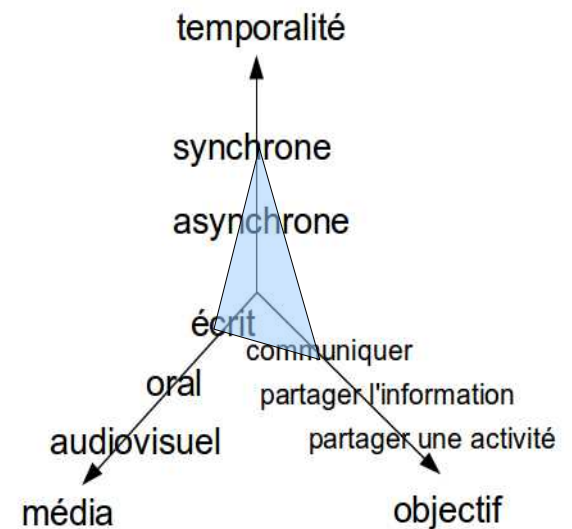 temporalité
synchrone
asynchrone
écrit
communiquer
oral
partager l'information
audiovisuel
partager une activité
média
objectif